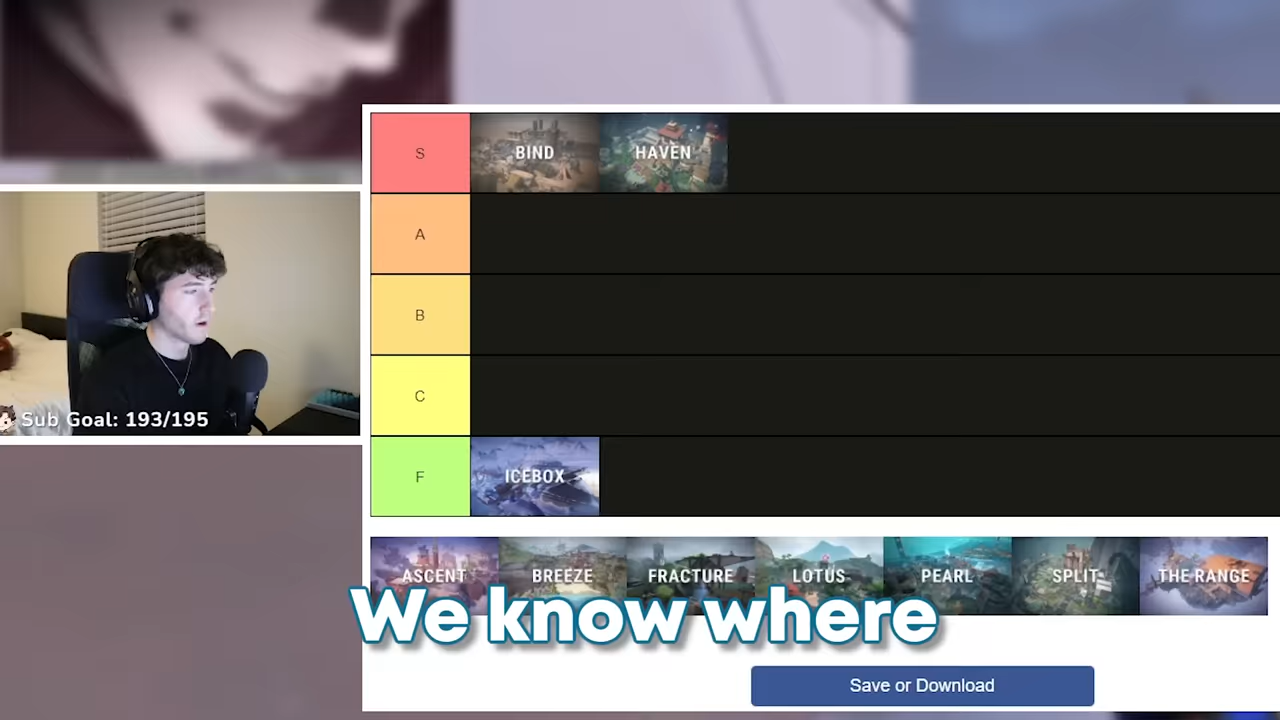 S
BIND
HAVEN
A
B
C
F
ICEBOX
Sub Goal: 193/195
ASCENT
BREEZE
FRACTURE
LOTUS
PEARL
SPLIT
THE RANGE
We know where
Save or Download